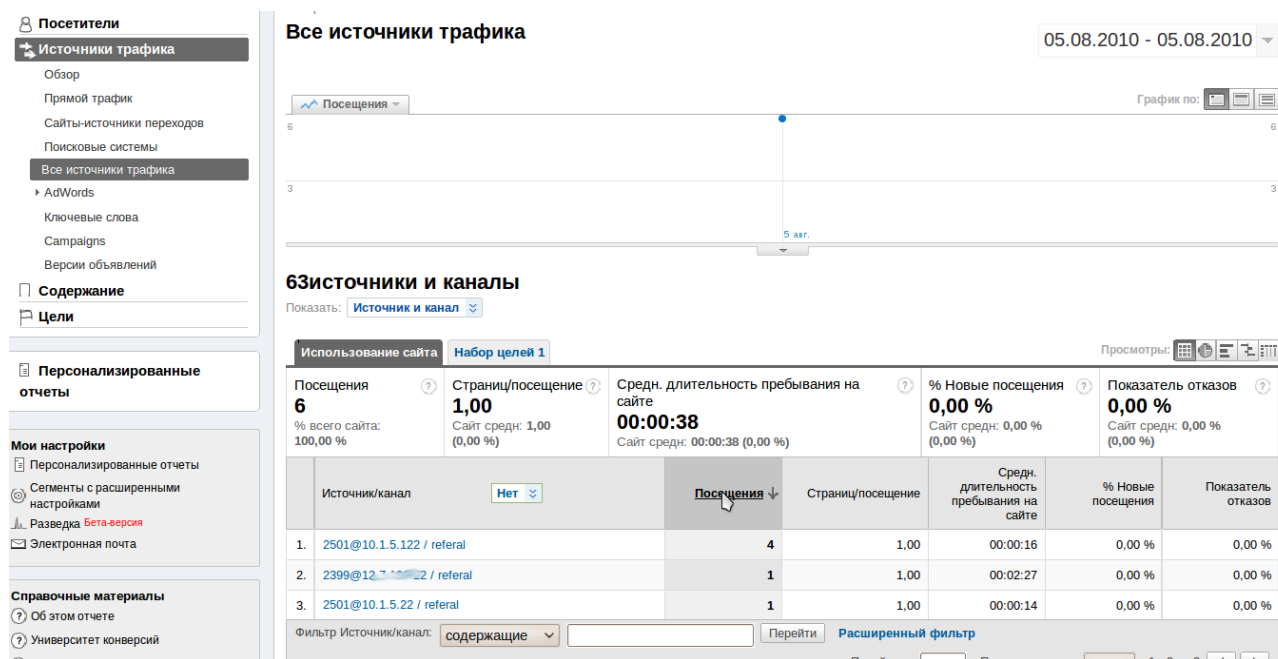 Посетители
Источники трафика
Обзор
Прямой трафик
Сайты-источники переходов
Поисковые системы
Все источники трафика
AdWords
Ключевые слова
Campaigns
Версии объявлений
Содержание
Цели
Персонализированные
отчеты
Мои настройки
Персонализированные отчеты
Сегменты с расширенными
настройками
Разведка Бета-версия
Электронная почта
Справочные материалы
Об этом отчете
Университет конверсий
Все источники трафика
05.08.2010 - 05.08.2010
Посещения
График по:
6 6
3 3
5 авг.
63источники и каналы
Показать: Источник и канал
Использование сайта Набор целей 1
Просмотры:
Посещения ?
6
% всего сайта:
100,00 %
Страниц/посещение ?
1,00
Сайт средн: 1,00
(0,00 %)
Средн. длительность пребывания на ?
сайте
00:00:38
Сайт средн: 00:00:38 (0,00 %)
% Новые посещения ?
0,00 %
Сайт средн: 0,00 %
(0,00 %)
Показатель отказов ?
0,00 %
Сайт средн: 0,00 %
(0,00 %)
Источник/канал Нет
Посещения
Страниц/посещение
Средн.
длительность
пребывания на
сайте
% Новые
посещения
Показатель
отказов
1. 2501@10.1.5.122 / referal 4 1,00 00:00:16 0,00 % 0,00 %
2. 2399@ / referal 1 1,00 00:02:27 0,00 % 0,00 %
3. 2501@10.1.5.22 / referal 1 1,00 00:00:14 0,00 % 0,00 %
Фильтр Источник/канал: содержащие Перейти Расширенный фильтр